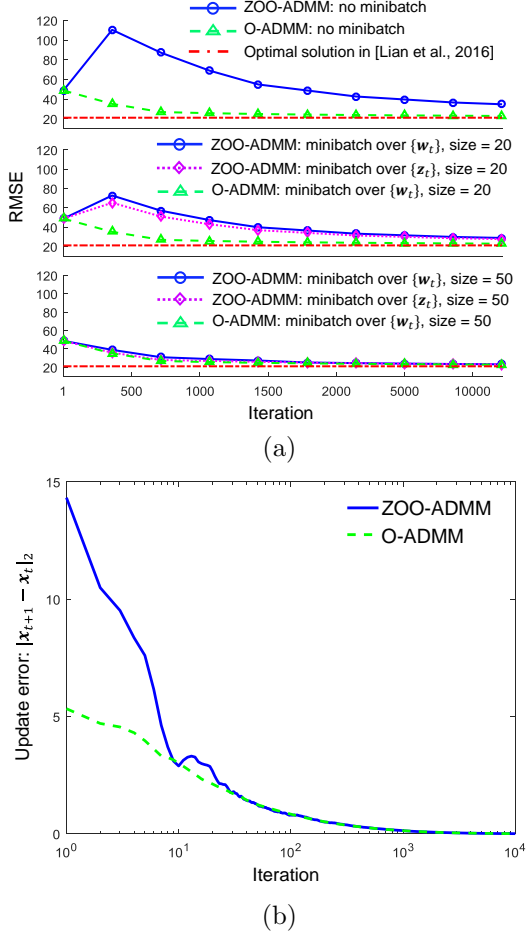 ZOO-ADMM: no minibatch
O-ADMM: no minibatch
Optimal solution in [Lian et al., 2016]
120
100
80
60
40
20
ZOO-ADMM: minibatch over {w_t}, size = 20
ZOO-ADMM: minibatch over {z_t}, size = 20
O-ADMM: minibatch over {w_t}, size = 20
120
100
80
60
40
20
RMSE
ZOO-ADMM: minibatch over {w_t}, size = 50
ZOO-ADMM: minibatch over {z_t}, size = 50
O-ADMM: minibatch over {w_t}, size = 50
120
100
80
60
40
20
1 500 1000 1500 2000 5000 10000
Iteration
(a)
15
10
5
0
ZOO-ADMM
O-ADMM
Update error: |x_{t+1} − x_t|_2
10^0 10^1 10^2 10^3 10^4
Iteration
(b)